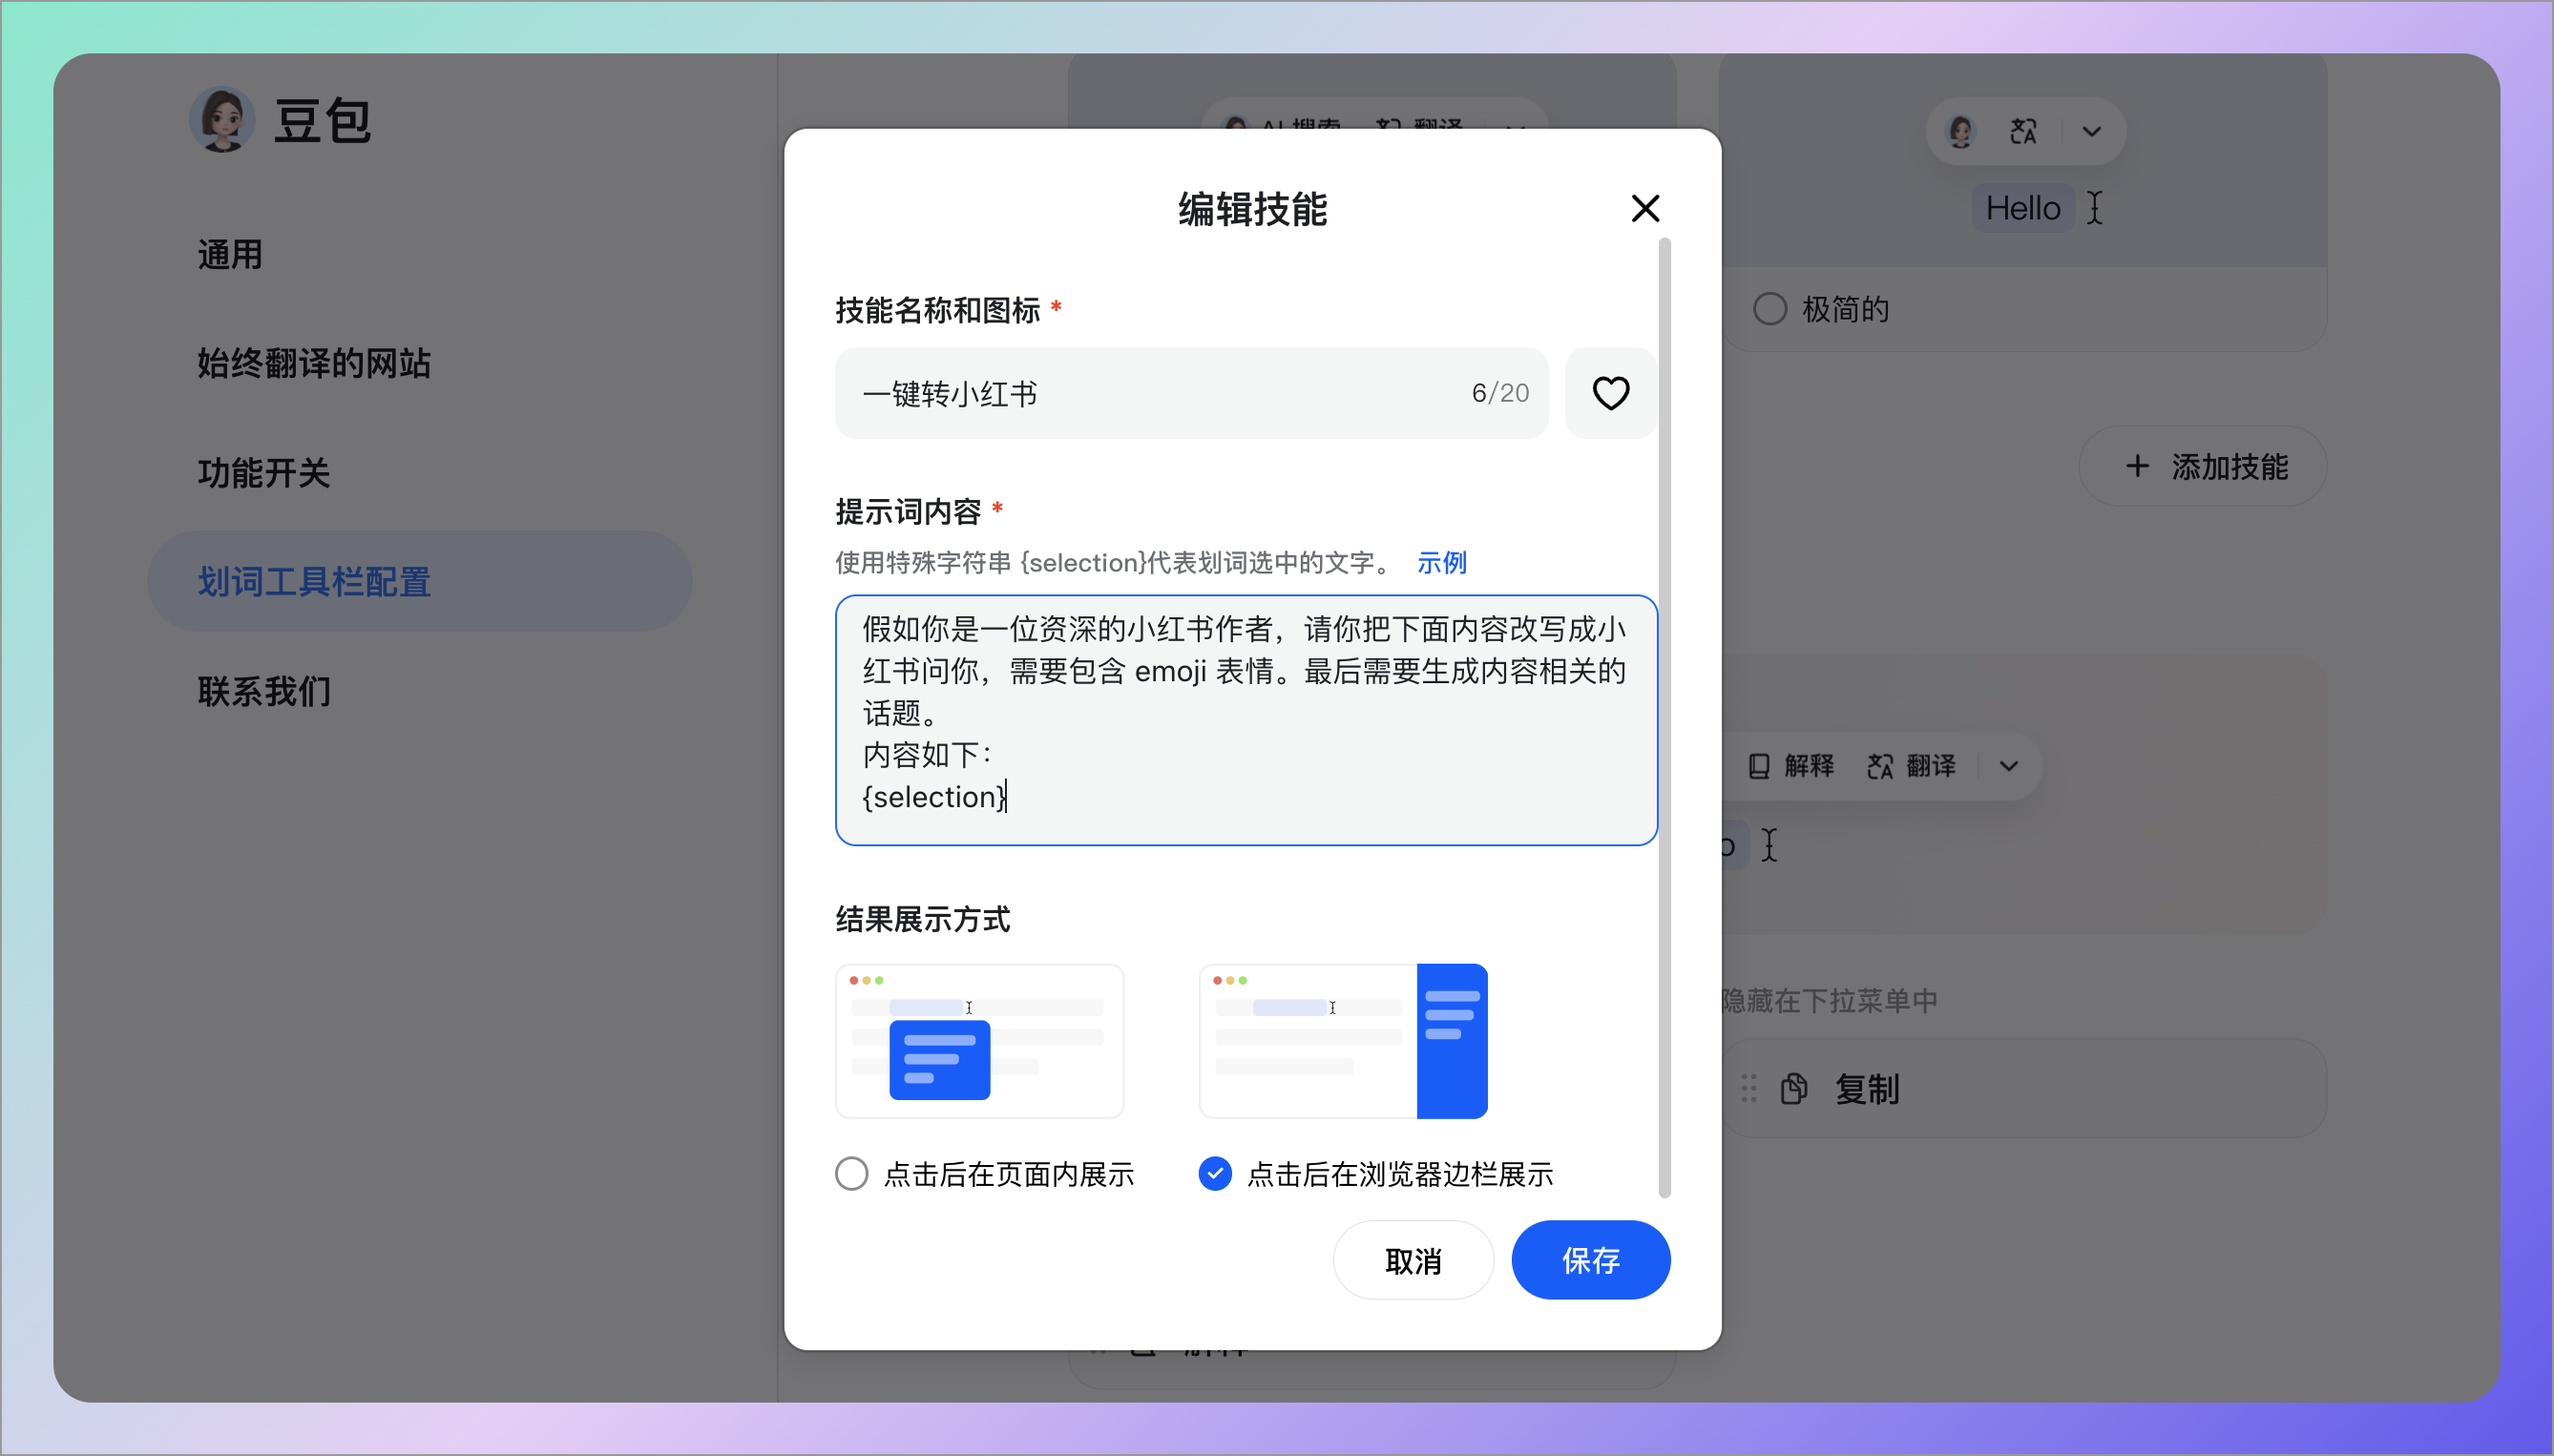 豆包
通用
始终翻译的网站
功能开关
划词工具栏配置
联系我们
AI 搜索 翻译
Hello
极简的
添加技能
解释 翻译
o
隐藏在下拉菜单中
复制
编辑技能
技能名称和图标 *
一键转小红书 6/20
提示词内容 *
使用特殊字符串 {selection}代表划词选中的文字。 示例
假如你是一位资深的小红书作者，请你把下面内容改写成小
红书问你，需要包含 emoji 表情。最后需要生成内容相关的
话题。
内容如下：
{selection}
结果展示方式
点击后在页面内展示 点击后在浏览器边栏展示
取消 保存